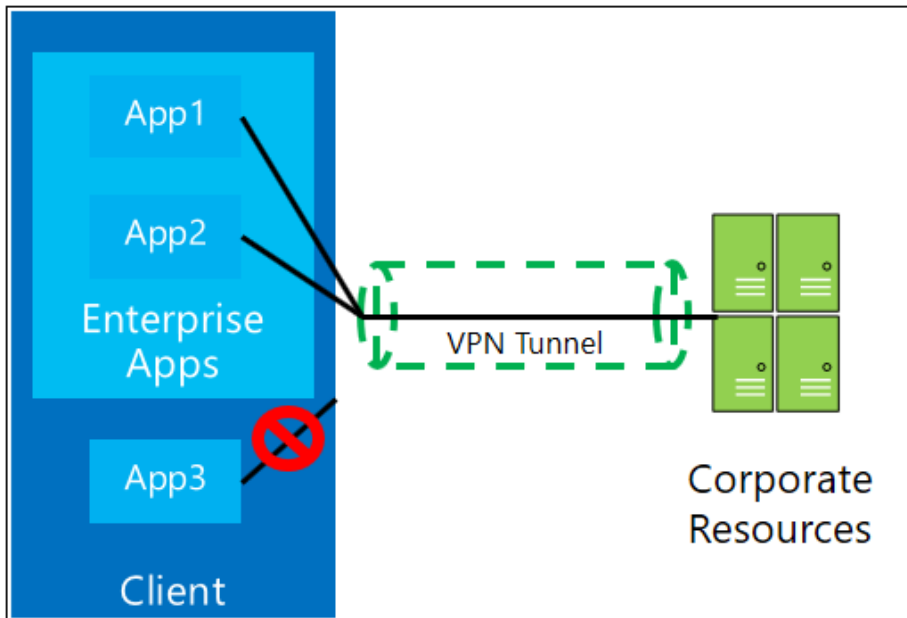 App1
App2
Enterprise
Apps
App3
Client
VPN Tunnel
Corporate
Resources